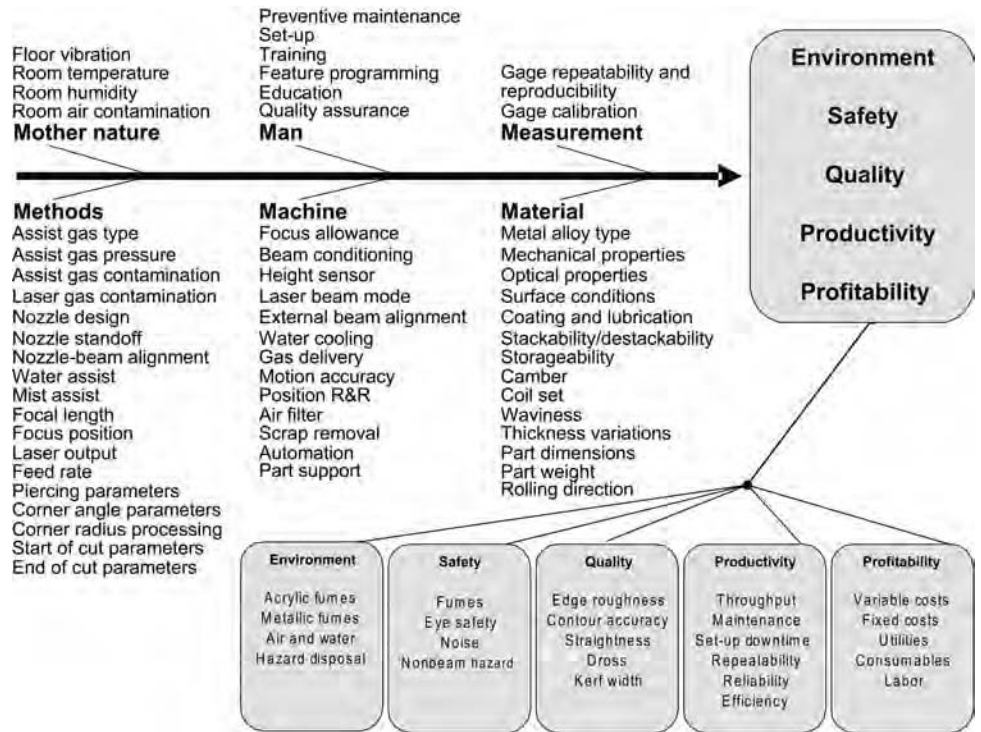 Floor vibration
Room temperature
Room humidity
Room air contamination
Mother nature
Preventive maintenance
Set-up
Training
Feature programming
Education
Quality assurance
Man
Gage repeatability and
reproducibility
Gage calibration
Measurement
Environment
Safety
Quality
Productivity
Profitability
Methods
Assist gas type
Assist gas pressure
Assist gas contamination
Laser gas contamination
Nozzle design
Nozzle standoff
Nozzle-beam alignment
Water assist
Mist assist
Focal length
Focus position
Laser output
Feed rate
Piercing parameters
Corner angle parameters
Corner radius processing
Start of cut parameters
End of cut parameters
Machine
Focus allowance
Beam conditioning
Height sensor
Laser beam mode
External beam alignment
Water cooling
Gas delivery
Motion accuracy
Position R&R
Air filter
Scrap removal
Automation
Part support
Material
Metal alloy type
Mechanical properties
Optical properties
Surface conditions
Coating and lubrication
Stackability/destackability
Storageability
Camber
Coil set
Waviness
Thickness variations
Part dimensions
Part weight
Rolling direction
Environment
Acrylic fumes
Metallic fumes
Air and water
Hazard disposal
Safety
Fumes
Eye safety
Noise
Nonbeam hazard
Quality
Edge roughness
Contour accuracy
Straightness
Dross
Kerf width
Productivity
Throughput
Maintenance
Set-up downtime
Repealability
Reliability
Efficiency
Profitability
Variable costs
Fixed costs
Utilities
Consumables
Labor